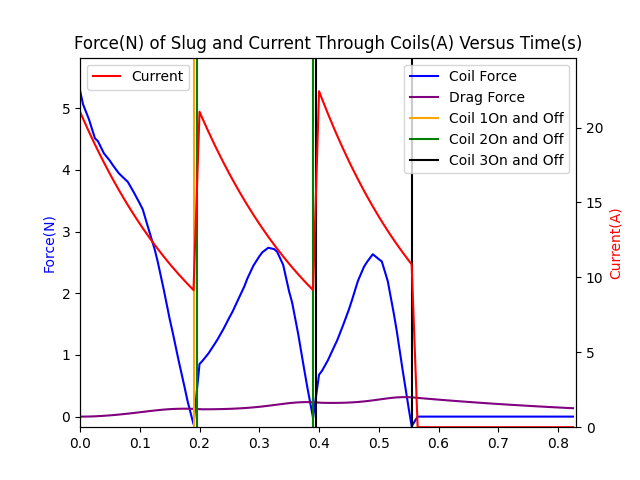 Force(N) of Slug and Current Through Coils(A) Versus Time(s)
Current
Coil Force
Drag Force
Coil 1On and Off
Coil 2On and Off
Coil 3On and Off
Force(N)
5
4
3
2
1
0
Current(A)
20
15
10
5
0
0.0 0.1 0.2 0.3 0.4 0.5 0.6 0.7 0.8